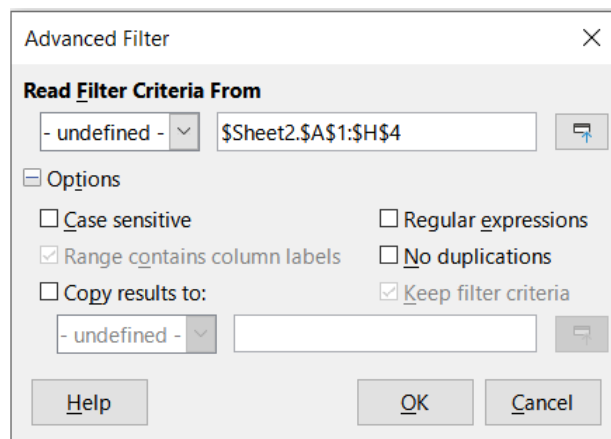 Advanced Filter
Read Filter Criteria From
- undefined - $Sheet2.$A$1:$H$4
Options
Case sensitive Regular expressions
Range contains column labels No duplications
Copy results to: Keep filter criteria
- undefined -
Help OK Cancel